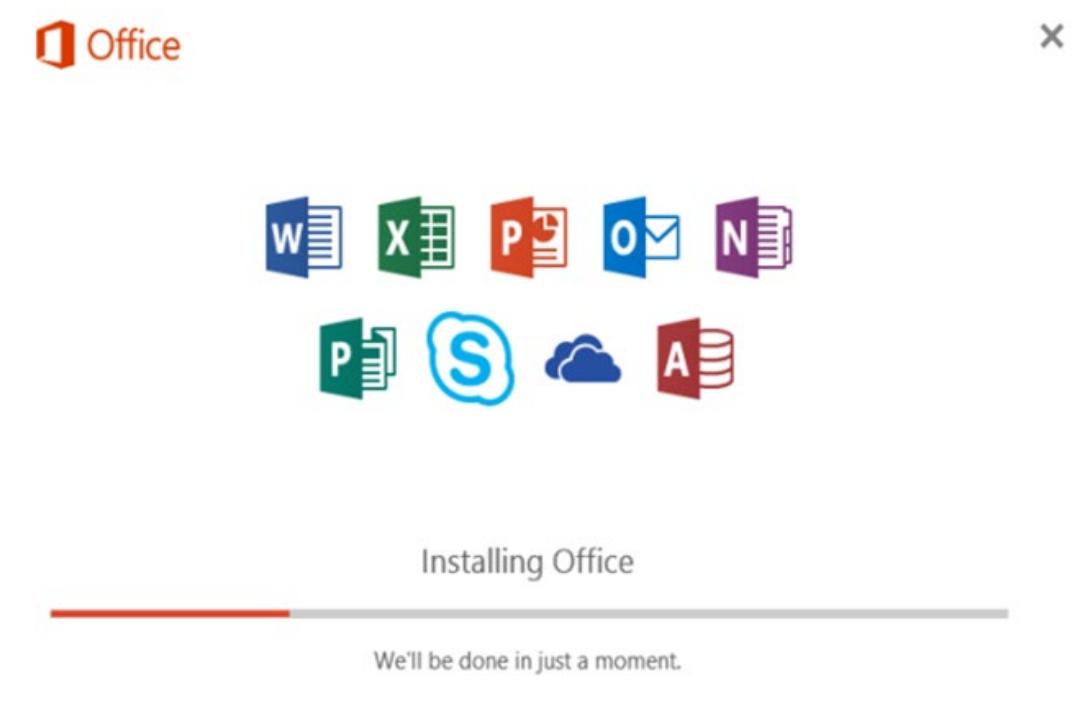 Office
W X P O N
P S A
Installing Office
We'll be done in just a moment.